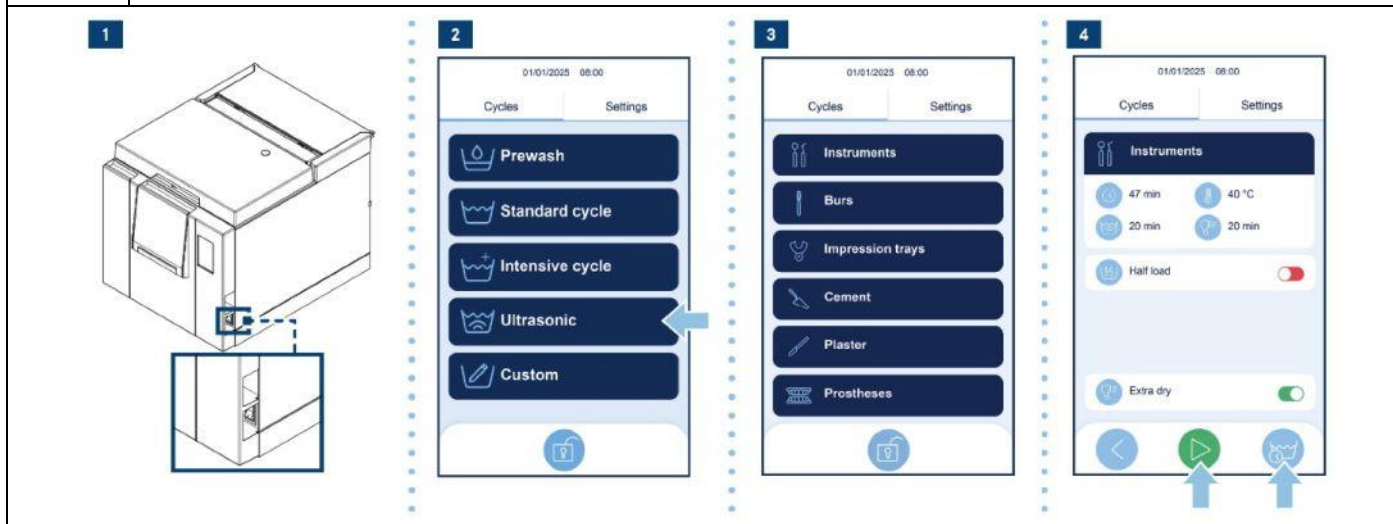 1
2
01/01/2025 08:00
Cycles Settings
Prewash
Standard cycle
Intensive cycle
Ultrasonic
Custom
3
01/01/2025 08:00
Cycles Settings
Instruments
Burs
Impression trays
Cement
Plaster
Prostheses
4
01/01/2025 08:00
Cycles Settings
Instruments
47 min 40 °C
20 min 20 min
Half load
Extra dry